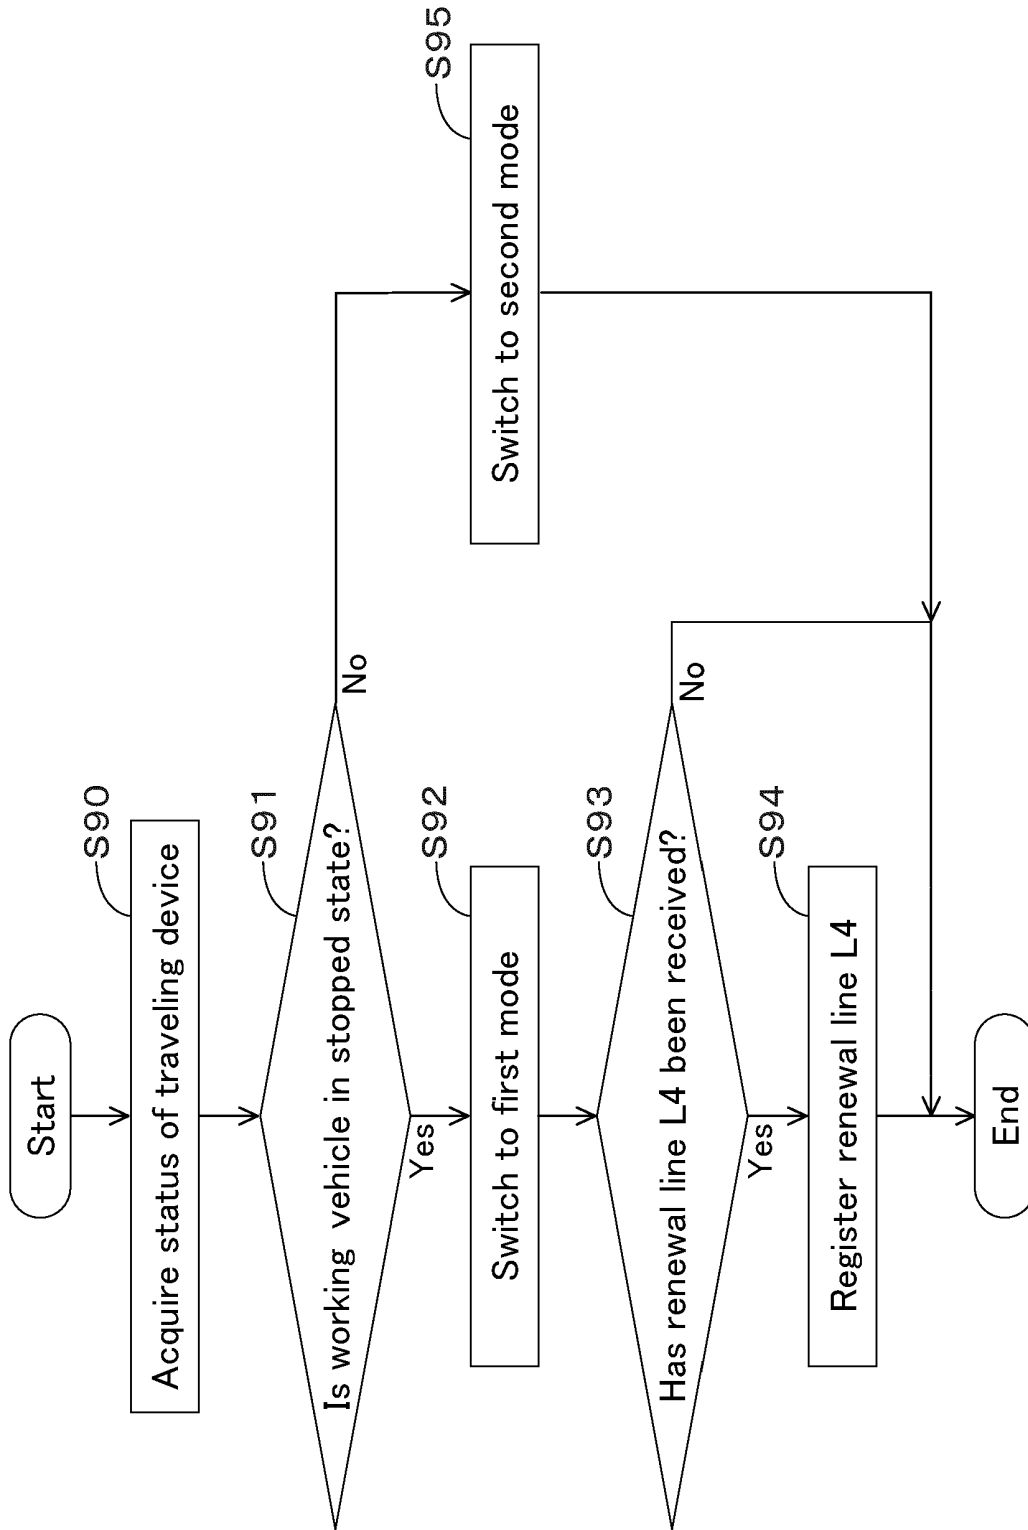 Start
S90
Acquire status of traveling device
S91
Is working vehicle in stopped state?
No
Yes
S92
Switch to first mode
S95
Switch to second mode
S93
Has renewal line L4 been received?
No
Yes
S94
Register renewal line L4
End